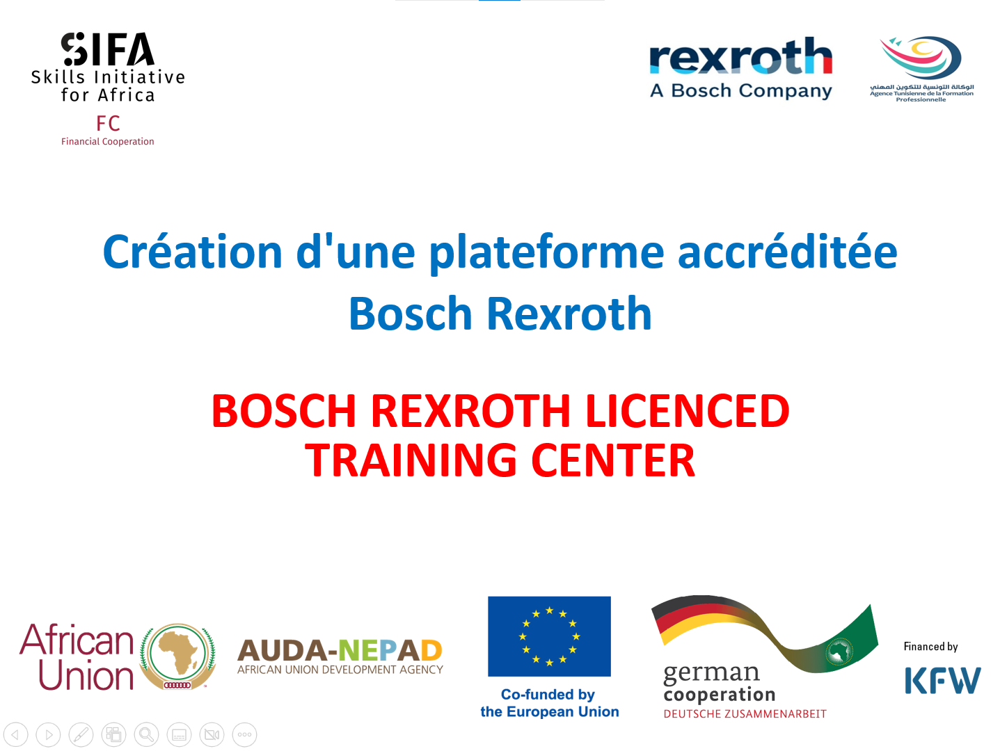 SIFA
Skills Initiative
for Africa
FC
Financial Cooperation
rexroth
A Bosch Company
الوكالة التونسية للتكوين المهني
Agence Tunisienne de la Formation
Professionnelle
Création d'une plateforme accréditée
Bosch Rexroth
BOSCH REXROTH LICENCED
TRAINING CENTER
African
Union
AUDA-NEPAD
AFRICAN UNION DEVELOPMENT AGENCY
Co-funded by
the European Union
german
cooperation
DEUTSCHE ZUSAMMENARBEIT
Financed by
KFW